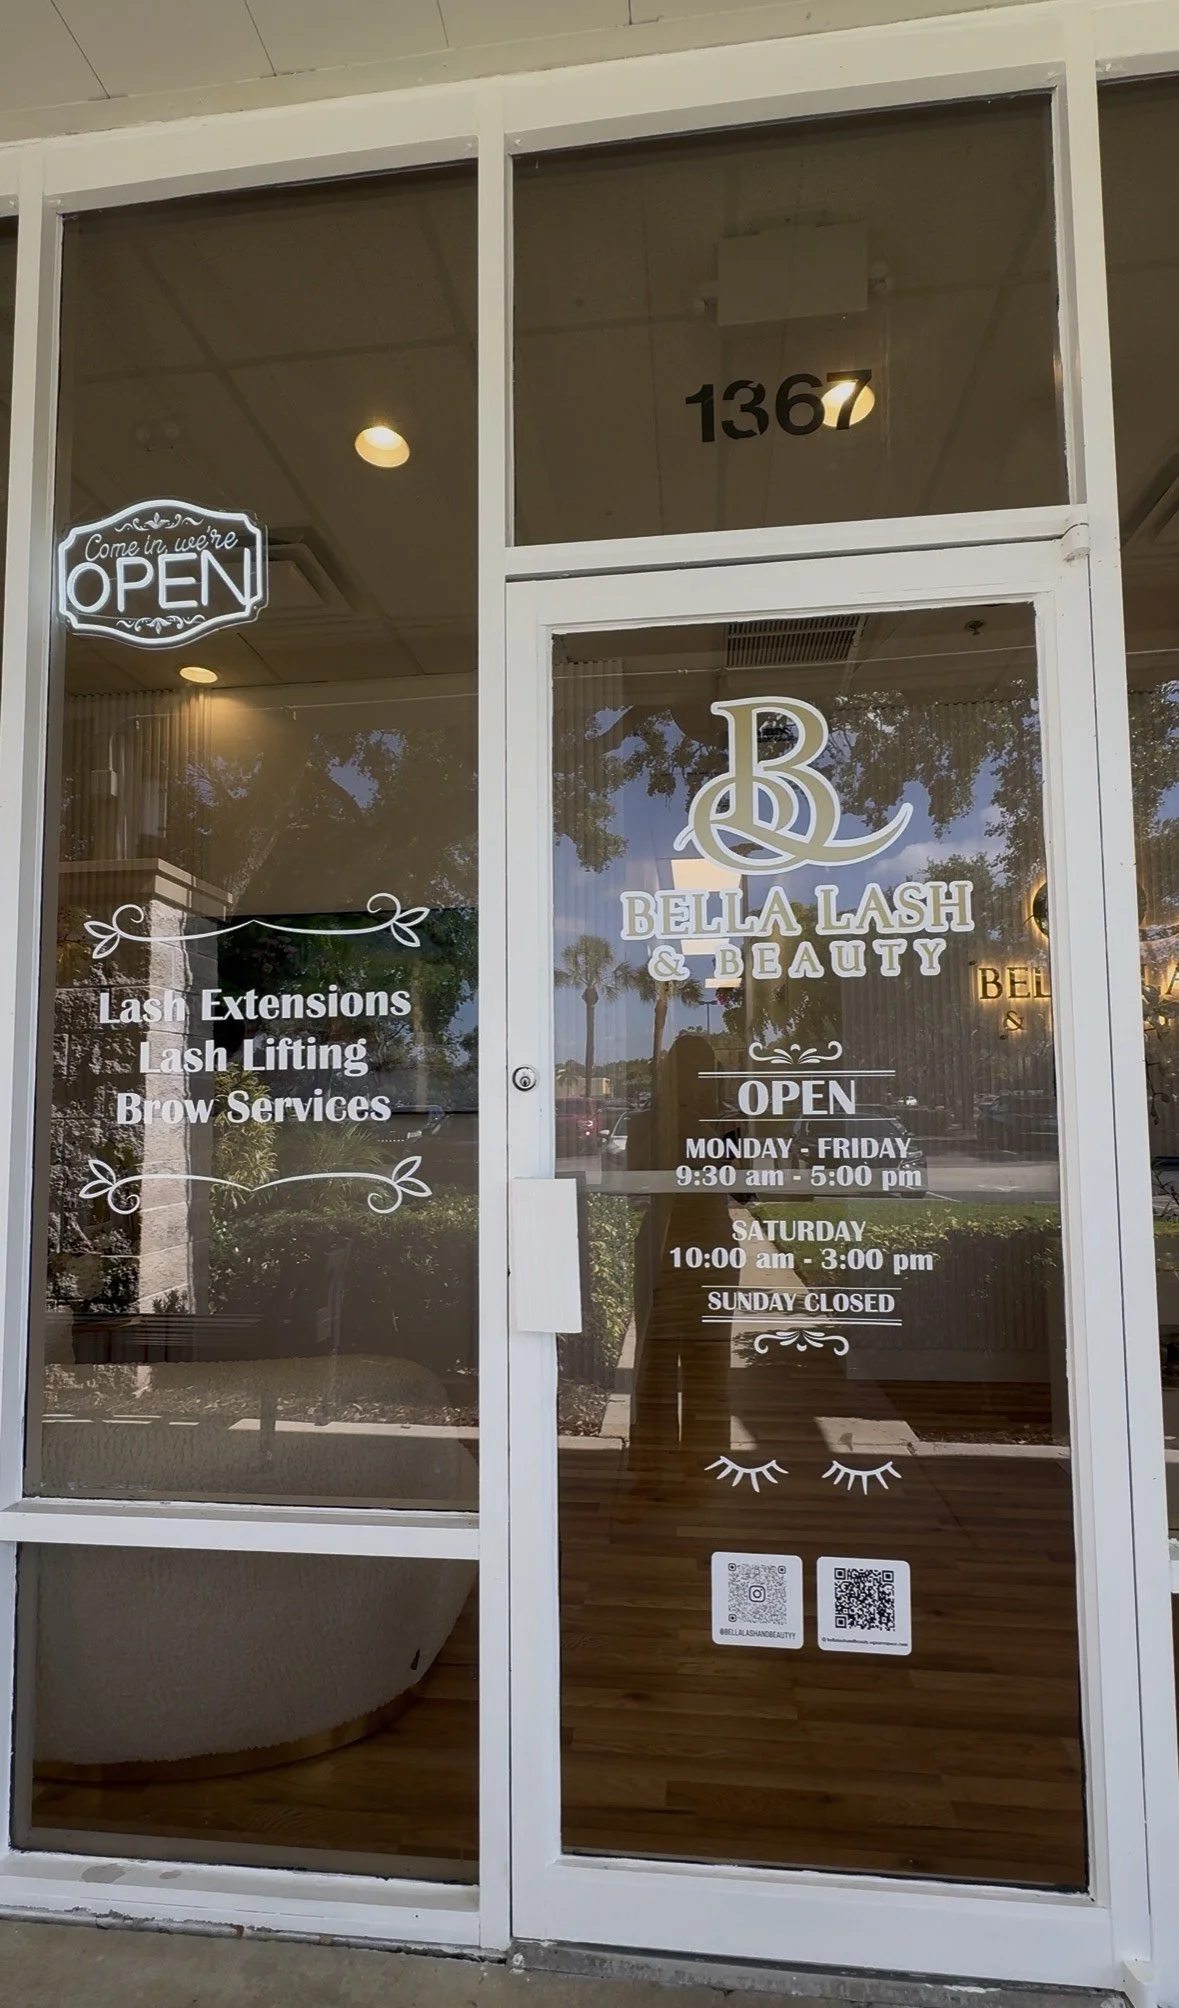 1367
Come in, we're
OPEN
B
BELLA LASH
& BEAUTY
Lash Extensions
Lash Lifting
Brow Services
OPEN
MONDAY - FRIDAY
9:30 am - 5:00 pm
SATURDAY
10:00 am - 3:00 pm
SUNDAY CLOSED
BEL
&
@BELLALASHANDBEAUTYY